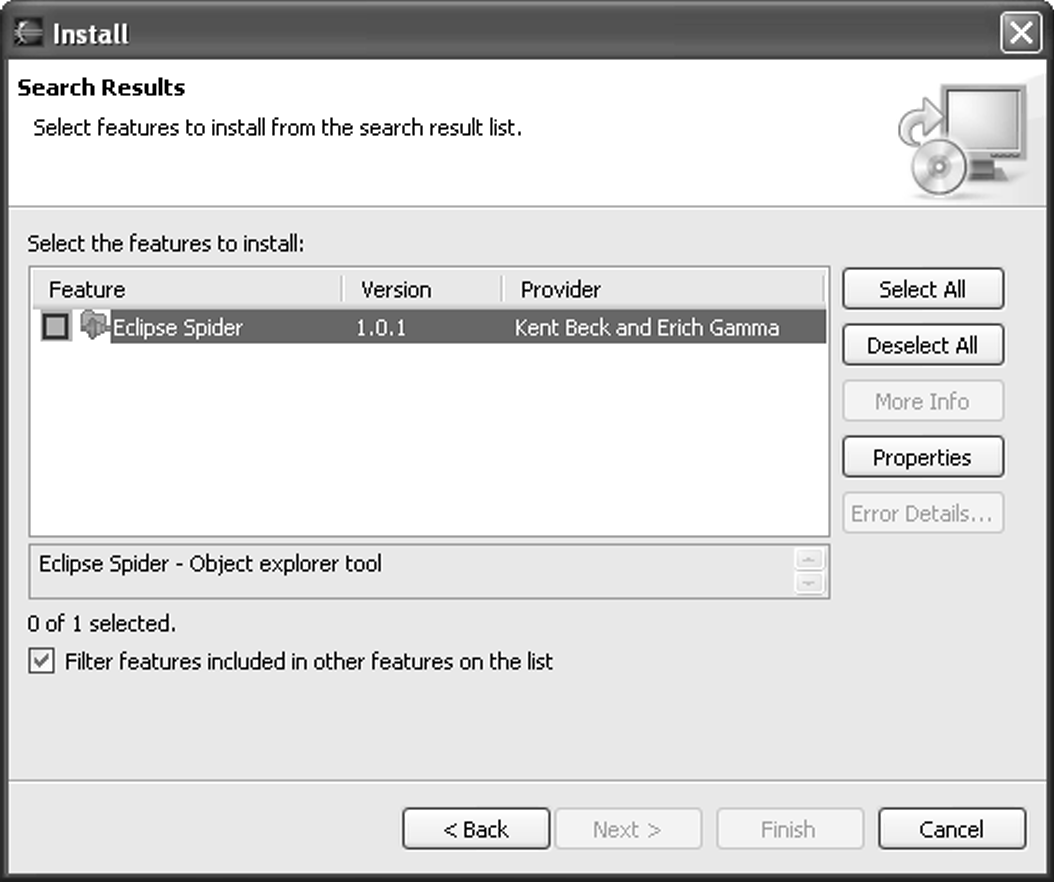 Install
Search Results
Select features to install from the search result list.
Select the features to install:
Feature Version Provider
Eclipse Spider 1.0.1 Kent Beck and Erich Gamma
Select All
Deselect All
More Info
Properties
Error Details...
Eclipse Spider - Object explorer tool
0 of 1 selected.
Filter features included in other features on the list
< Back Next > Finish Cancel